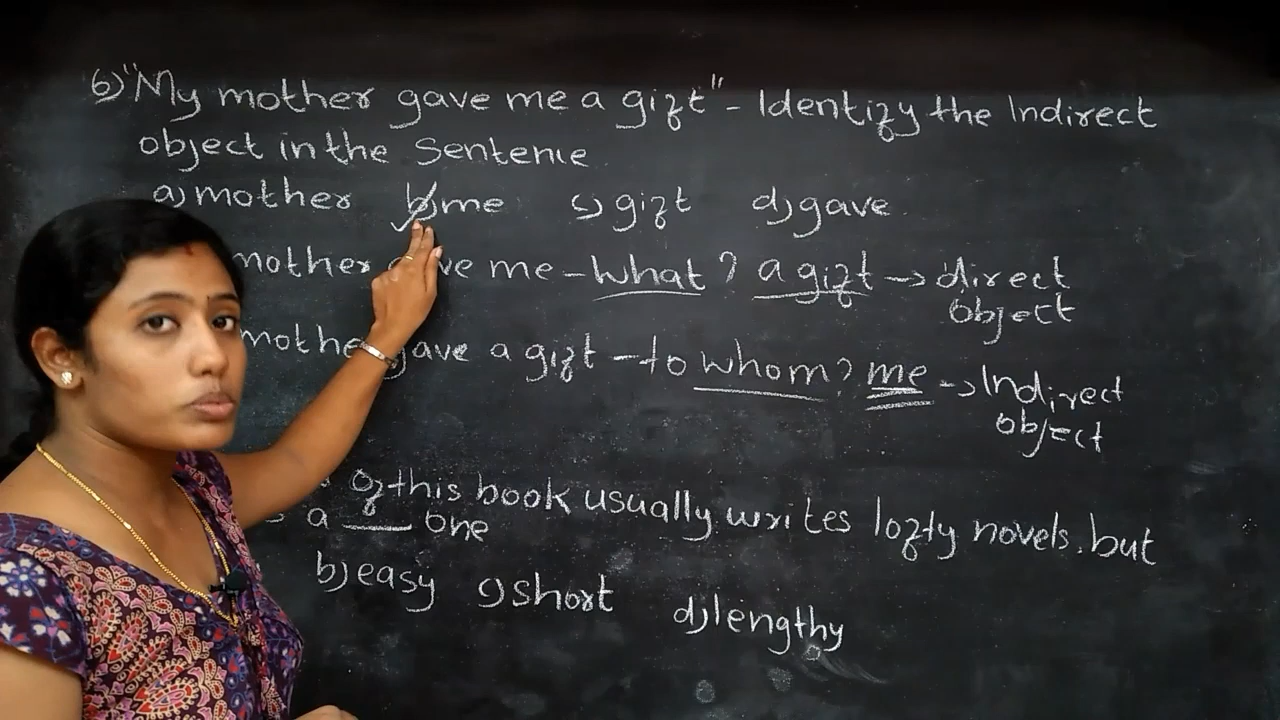 6) "My mother gave me a gift" - Identify the Indirect
object in the Sentence.
a) mother b) me c) gift d) gave
mother gave me - what ? a gift → direct
object
mother gave a gift - to whom? me → Indirect
object
of this book usually writes lofty novels, but
a ___ one
b) easy c) short d) lengthy